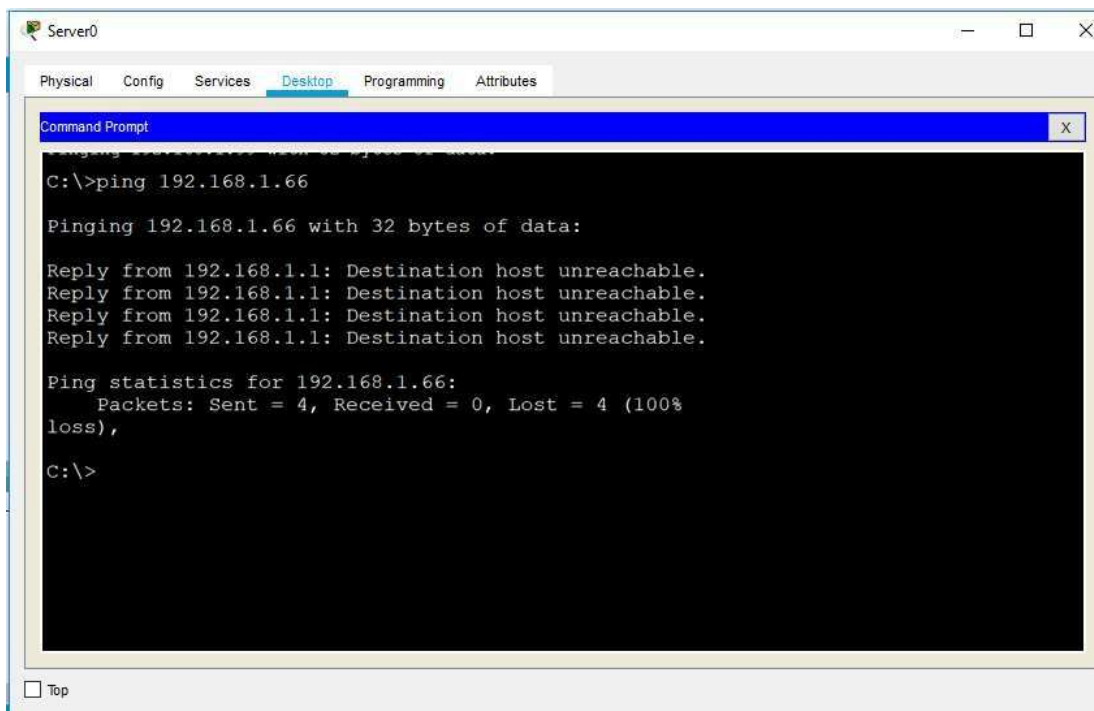 Server0
Physical Config Services Desktop Programming Attributes
Command Prompt
X
C:\>ping 192.168.1.66
Pinging 192.168.1.66 with 32 bytes of data:
Reply from 192.168.1.1: Destination host unreachable.
Reply from 192.168.1.1: Destination host unreachable.
Reply from 192.168.1.1: Destination host unreachable.
Reply from 192.168.1.1: Destination host unreachable.
Ping statistics for 192.168.1.66:
Packets: Sent = 4, Received = 0, Lost = 4 (100%
loss),
C:\>
Top